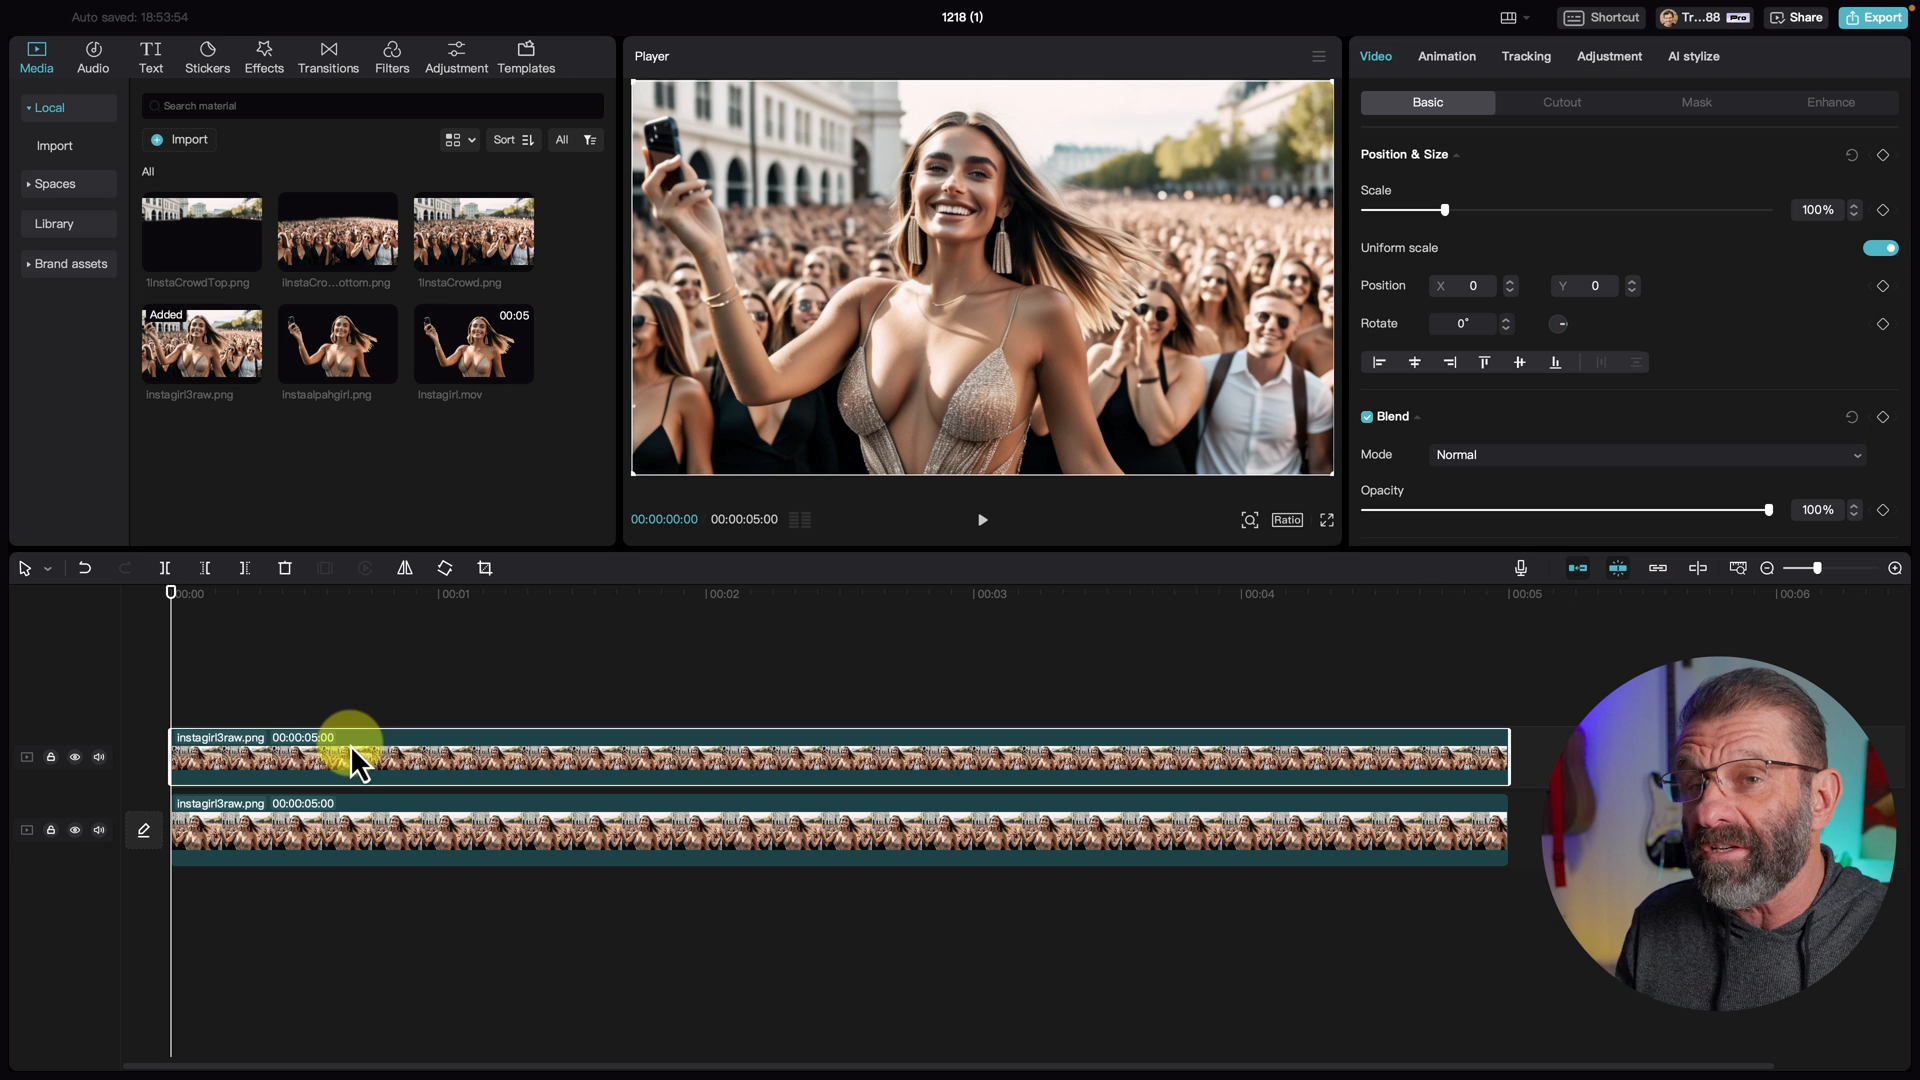 Auto saved: 18:53:54
1218 (1)
Shortcut
Tr...88
Pro
Share
Export
Media
Audio
TI
Text
Stickers
Effects
Transitions
Filters
Adjustment
Templates
Local
Import
Spaces
Library
Brand assets
Search material
Import
Sort
All
All
1InstaCrowdTop.png
iInstaCro...ottom.png
1InstaCrowd.png
Added
00:05
instagirl3raw.png
instaalpahgirl.png
Instagirl.mov
Player
00:00:00:00
00:00:05:00
Ratio
Video
Animation
Tracking
Adjustment
AI stylize
Basic
Cutout
Mask
Enhance
Position & Size
Scale
100%
Uniform scale
Position
X 0
Y 0
Rotate
0°
Blend
Mode
Normal
Opacity
100%
00:00
00:01
00:02
00:03
00:04
00:05
00:06
instagirl3raw.png 00:00:05:00
instagirl3raw.png 00:00:05:00